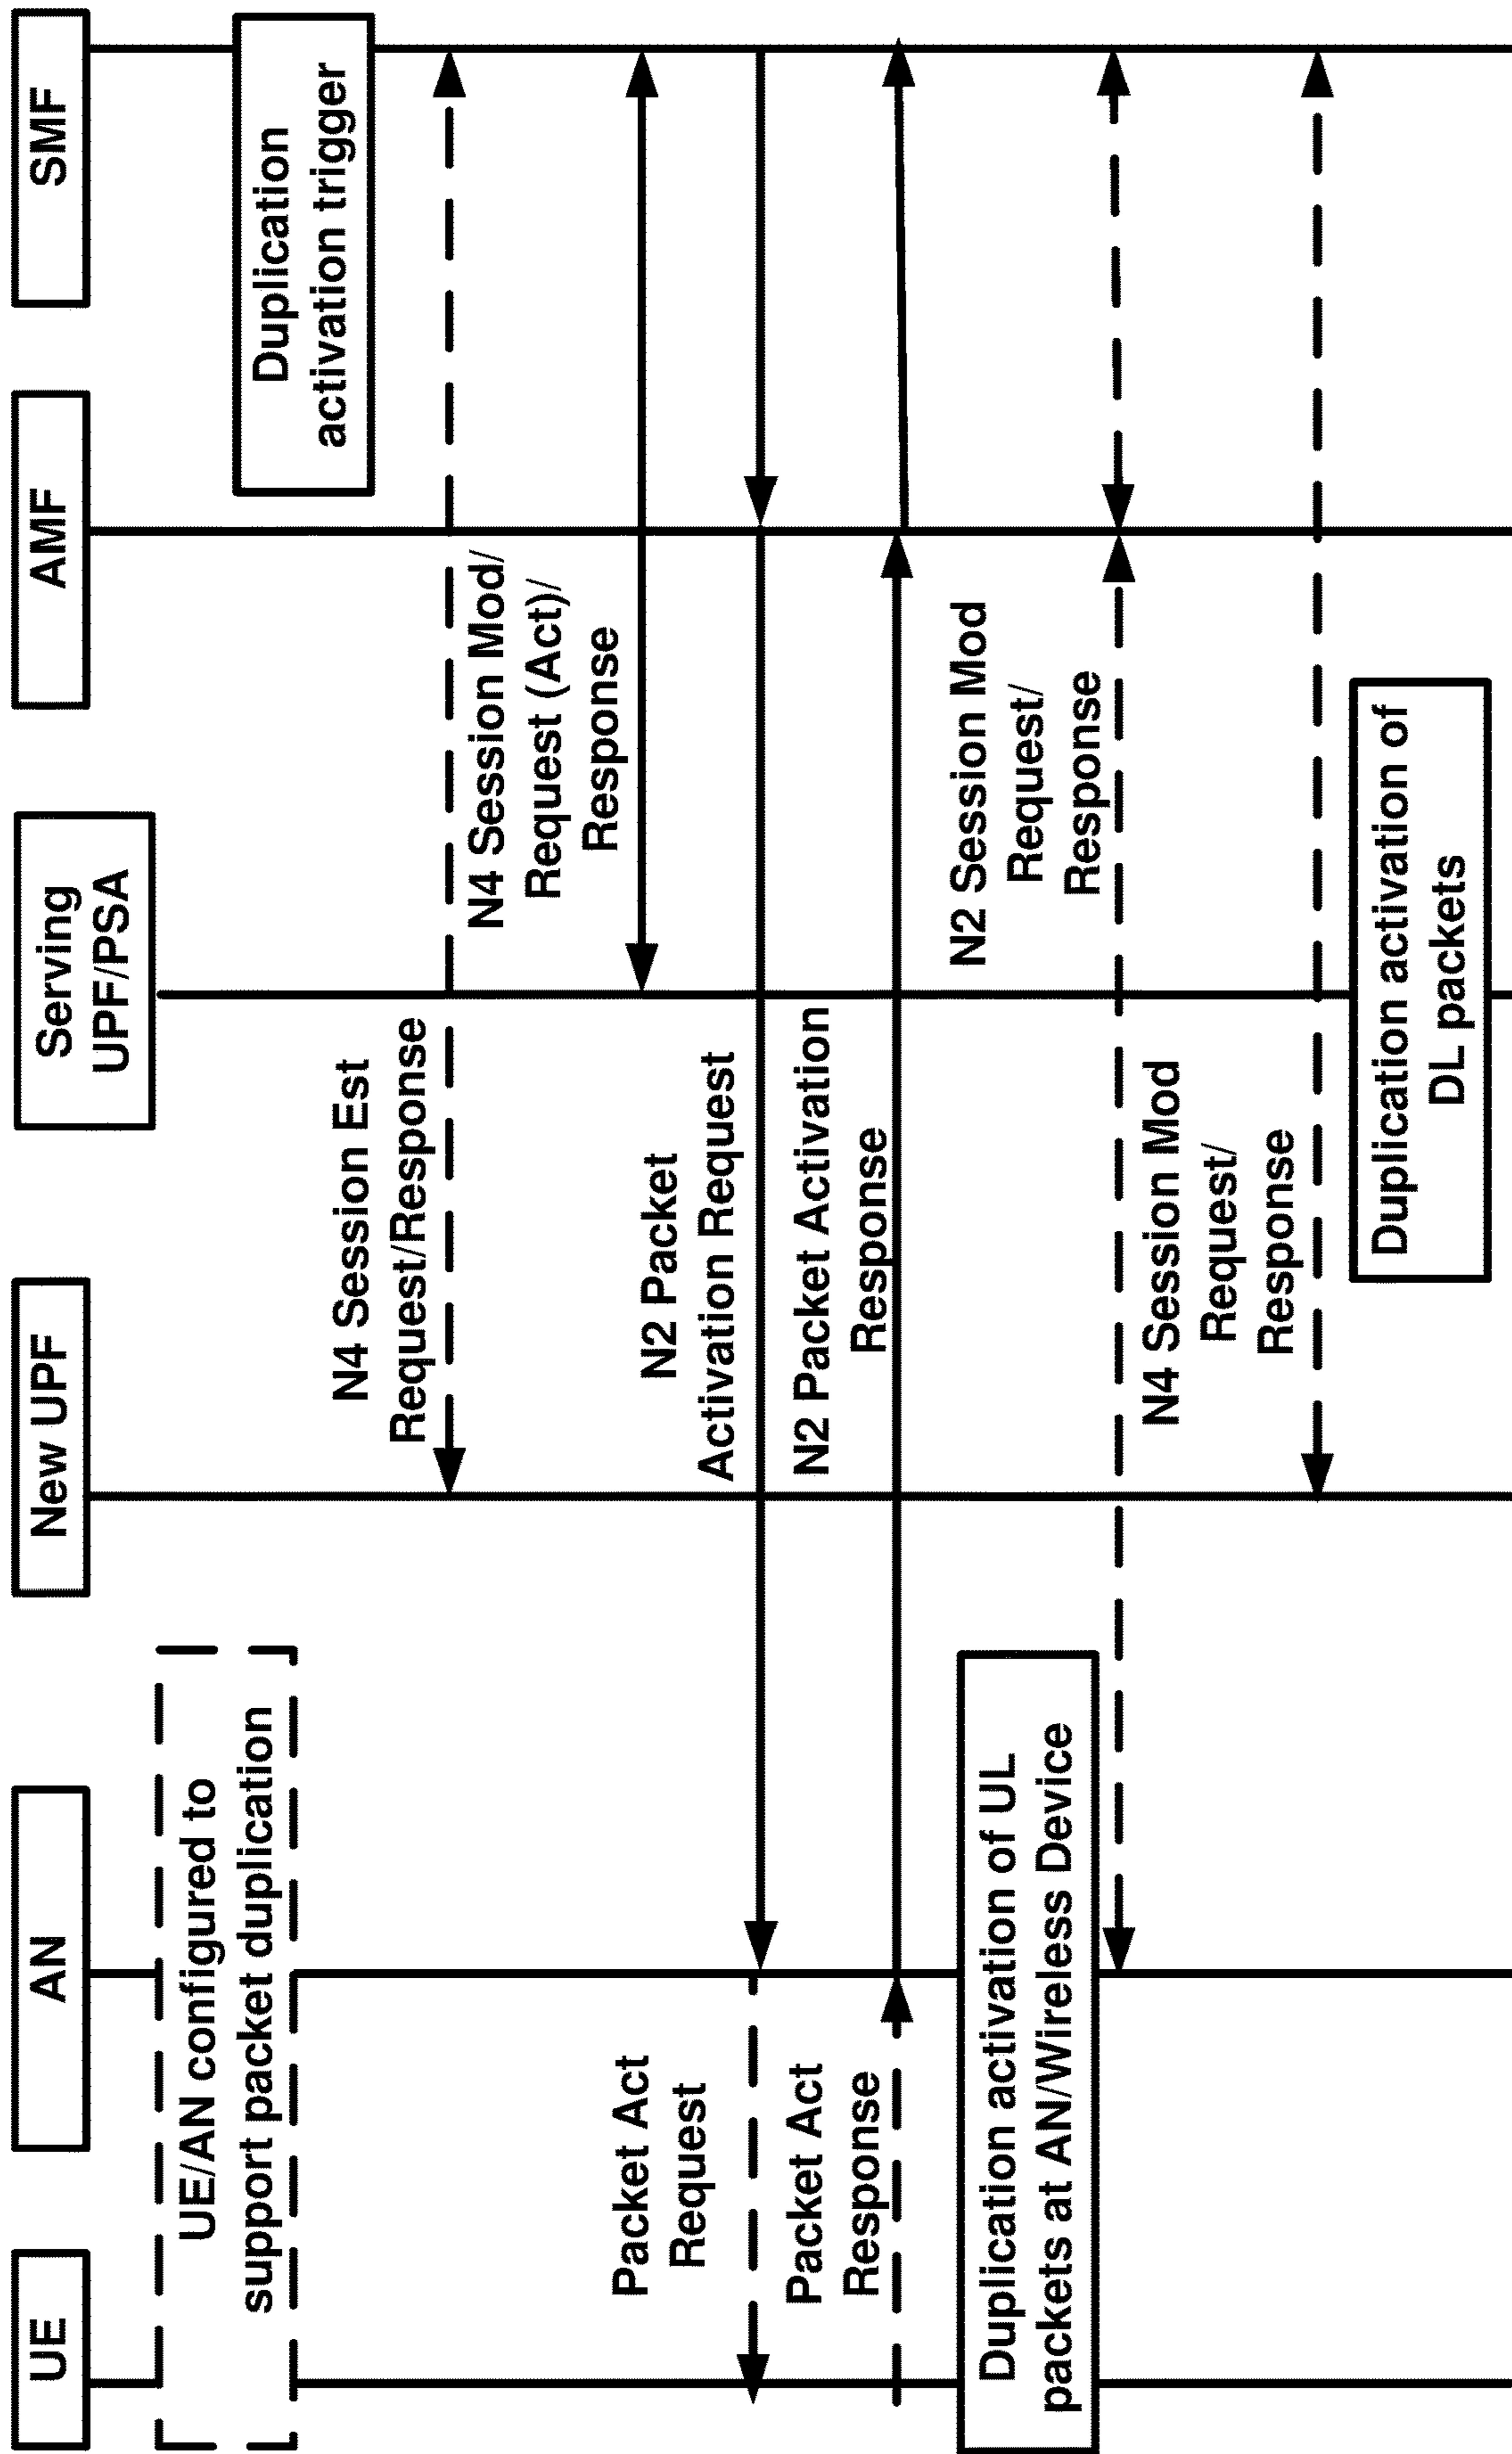 UE
AN
New UPF
Serving
UPF/PSA
AMF
SMF
UE/AN configured to
support packet duplication
Duplication
activation trigger
N4 Session Est
Request/Response
N4 Session Mod/
Request (Act)/
Response
Packet Act
Request
N2 Packet
Activation Request
Packet Act
Response
N2 Packet Activation
Response
Duplication activation of UL
packets at AN/Wireless Device
N2 Session Mod
Request/
Response
N4 Session Mod
Request/
Response
Duplication activation of
DL packets